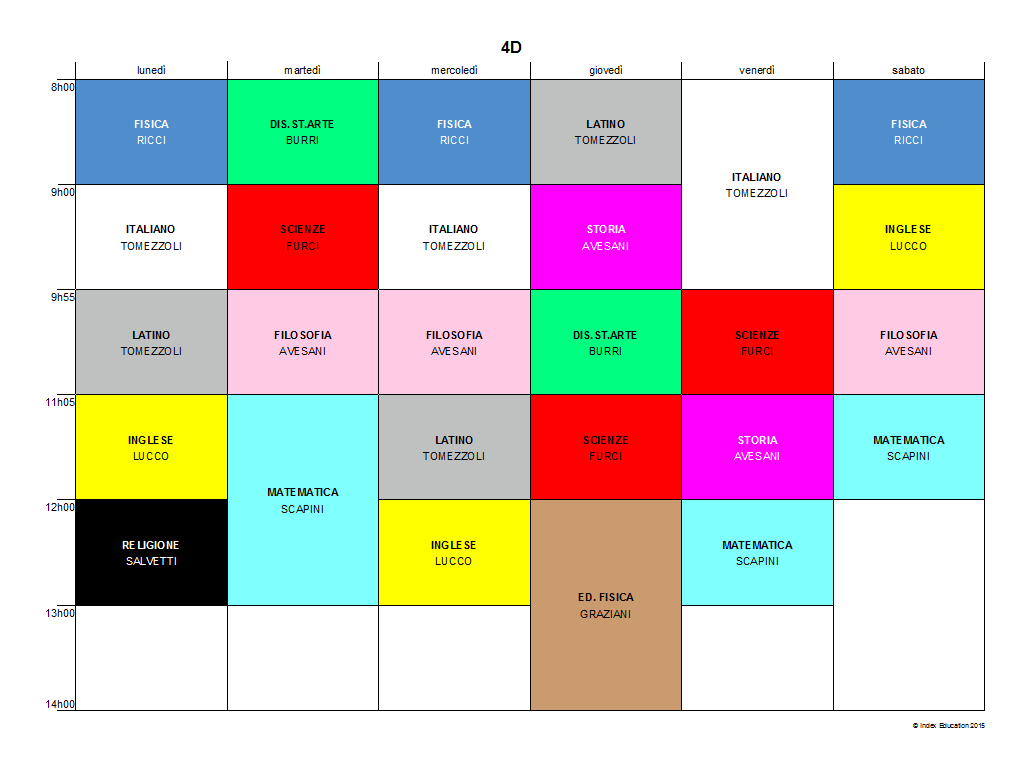 4D
lunedì martedì mercoledì giovedì venerdì sabato
8h00
FISICA DIS.ST.ARTE FISICA LATINO FISICA
RICCI BURRI RICCI TOMEZZOLI RICCI
ITALIANO
TOMEZZOLI
9h00
ITALIANO SCIENZE ITALIANO STORIA INGLESE
TOMEZZOLI FURCI TOMEZZOLI AVESANI LUCCO
9h55
LATINO FILOSOFIA FILOSOFIA DIS.ST.ARTE SCIENZE FILOSOFIA
TOMEZZOLI AVESANI AVESANI BURRI FURCI AVESANI
11h05
INGLESE LATINO SCIENZE STORIA MATEMATICA
LUCCO TOMEZZOLI FURCI AVESANI SCAPINI
MATEMATICA
SCAPINI
12h00
RELIGIONE INGLESE MATEMATICA
SALVETTI LUCCO SCAPINI
ED. FISICA
GRAZIANI
13h00
14h00
© Index Education 2015